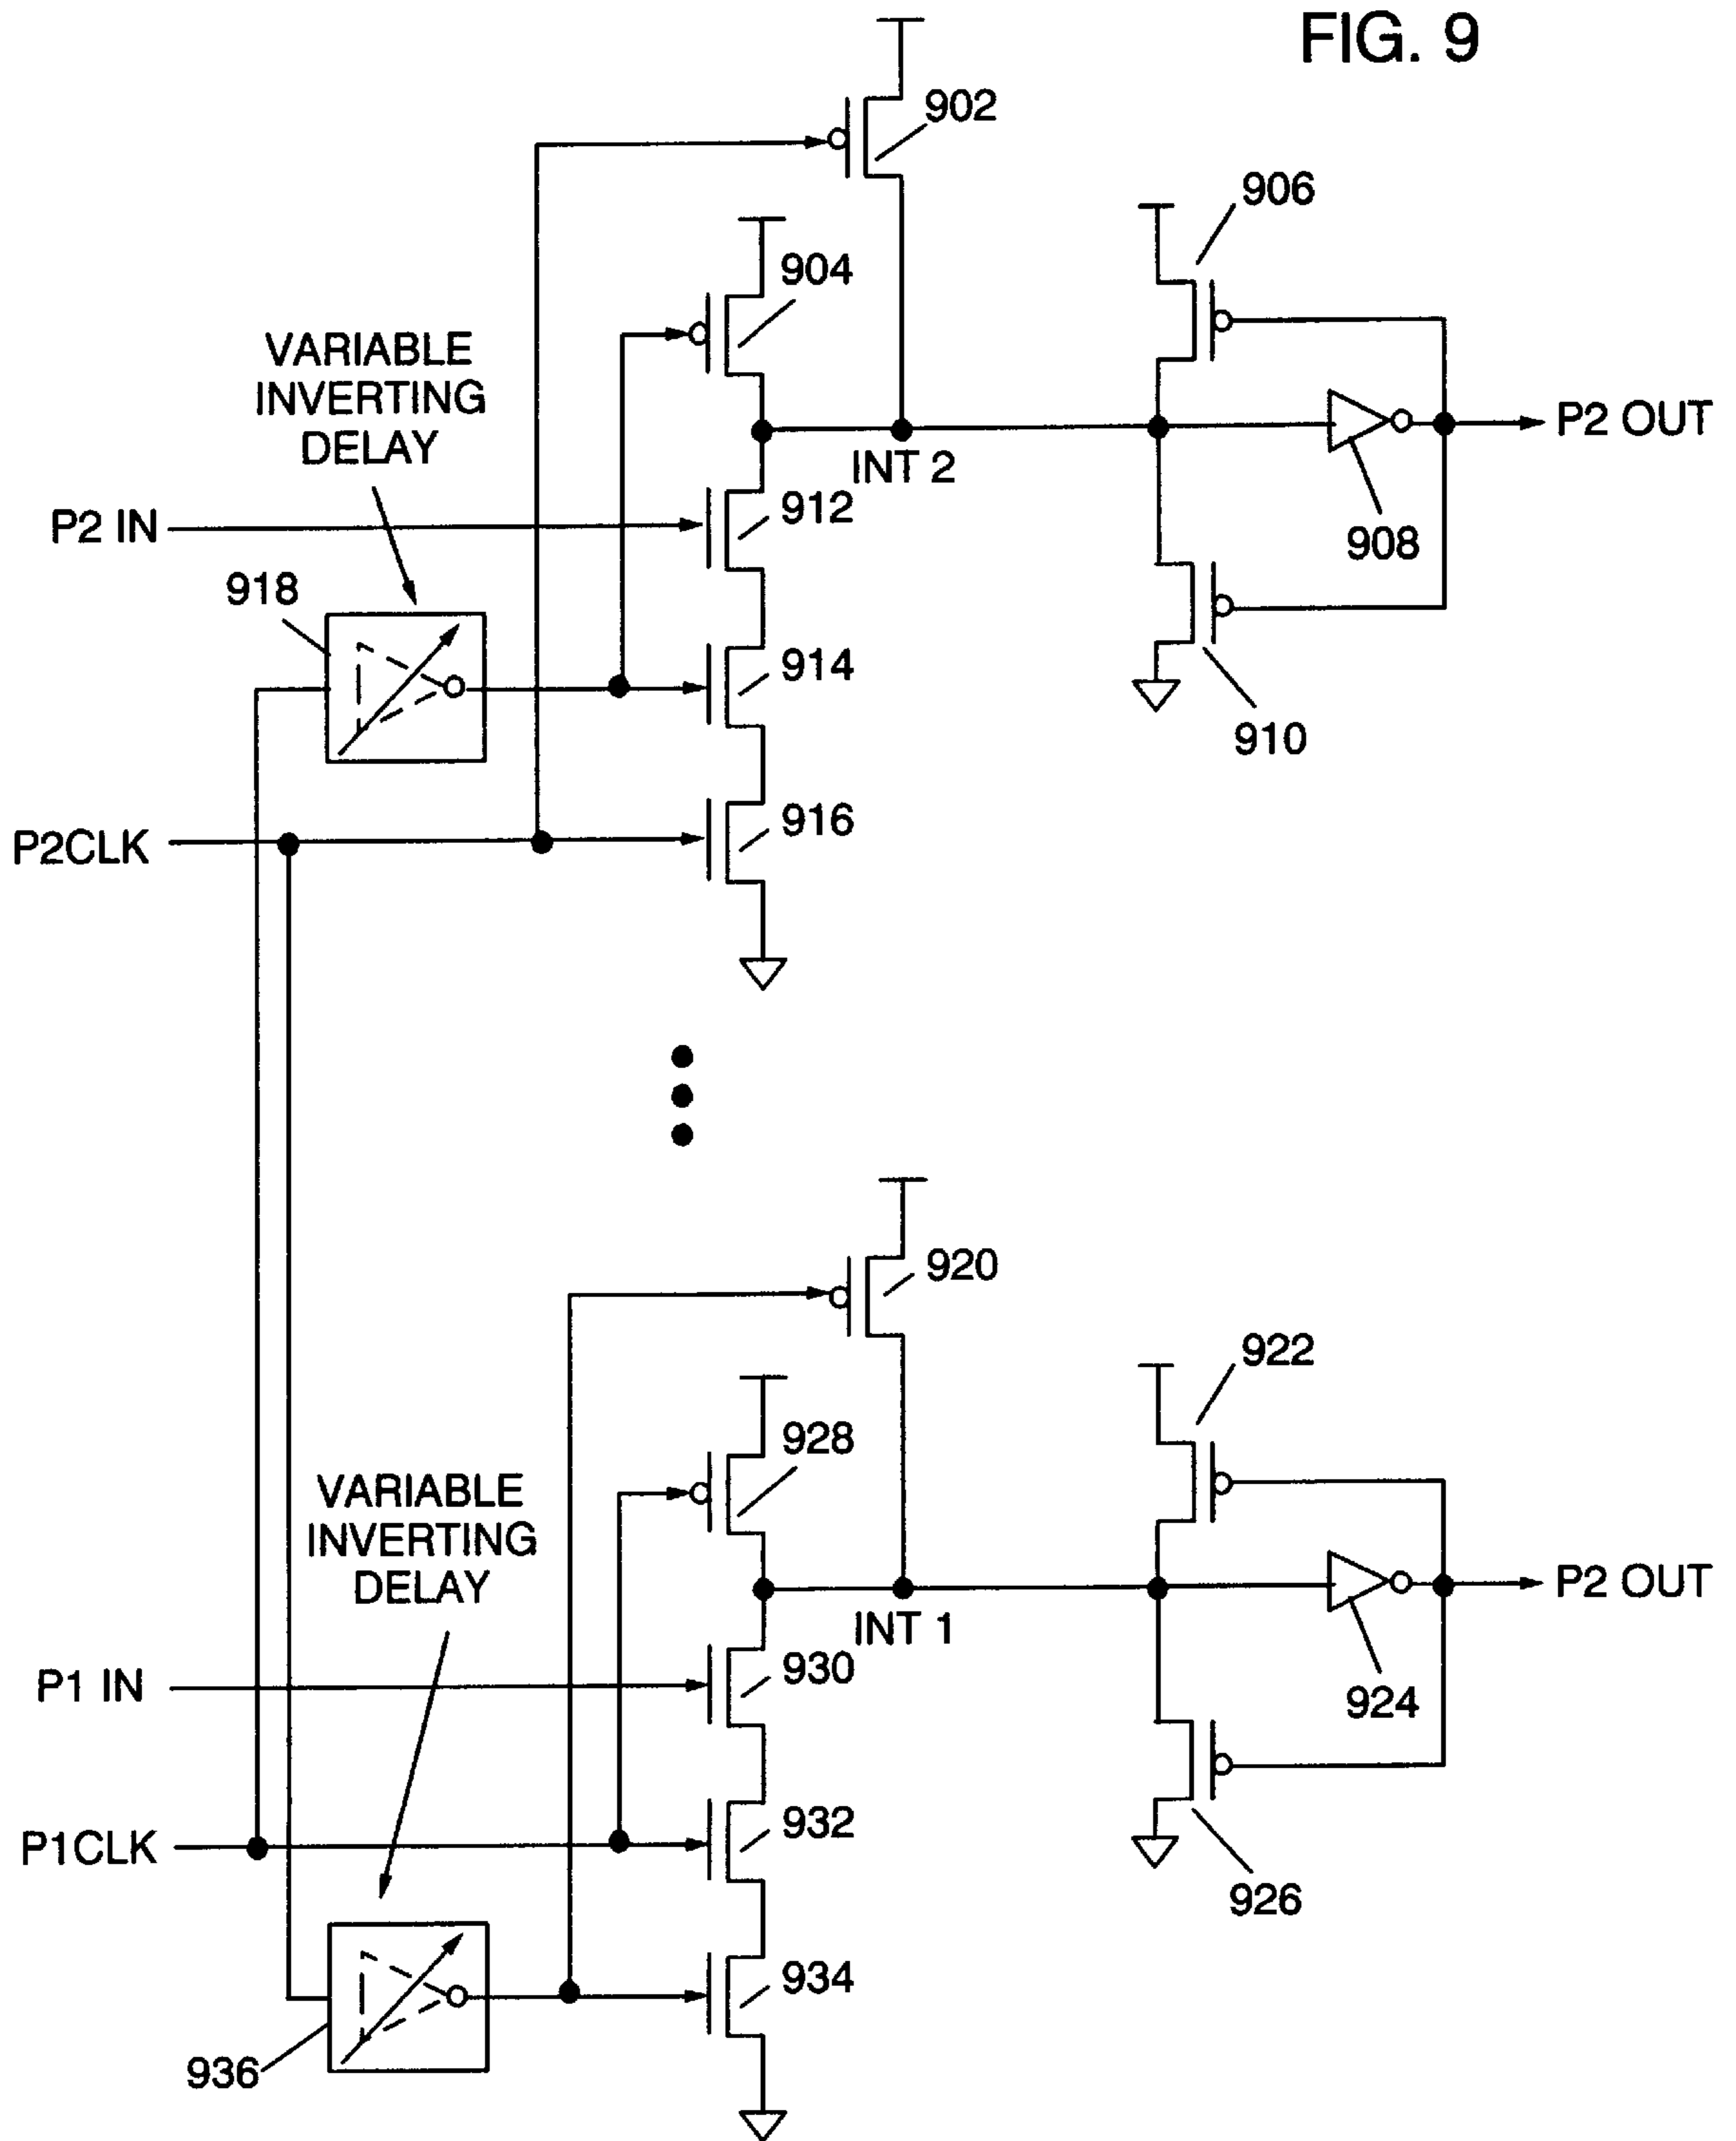 FIG. 9
902
906
904
VARIABLE
INVERTING
DELAY
P2 OUT
INT 2
P2 IN
912
908
918
914
910
P2CLK
916
920
922
928
VARIABLE
INVERTING
DELAY
P2 OUT
INT 1
P1 IN
930
924
P1CLK
932
926
934
936